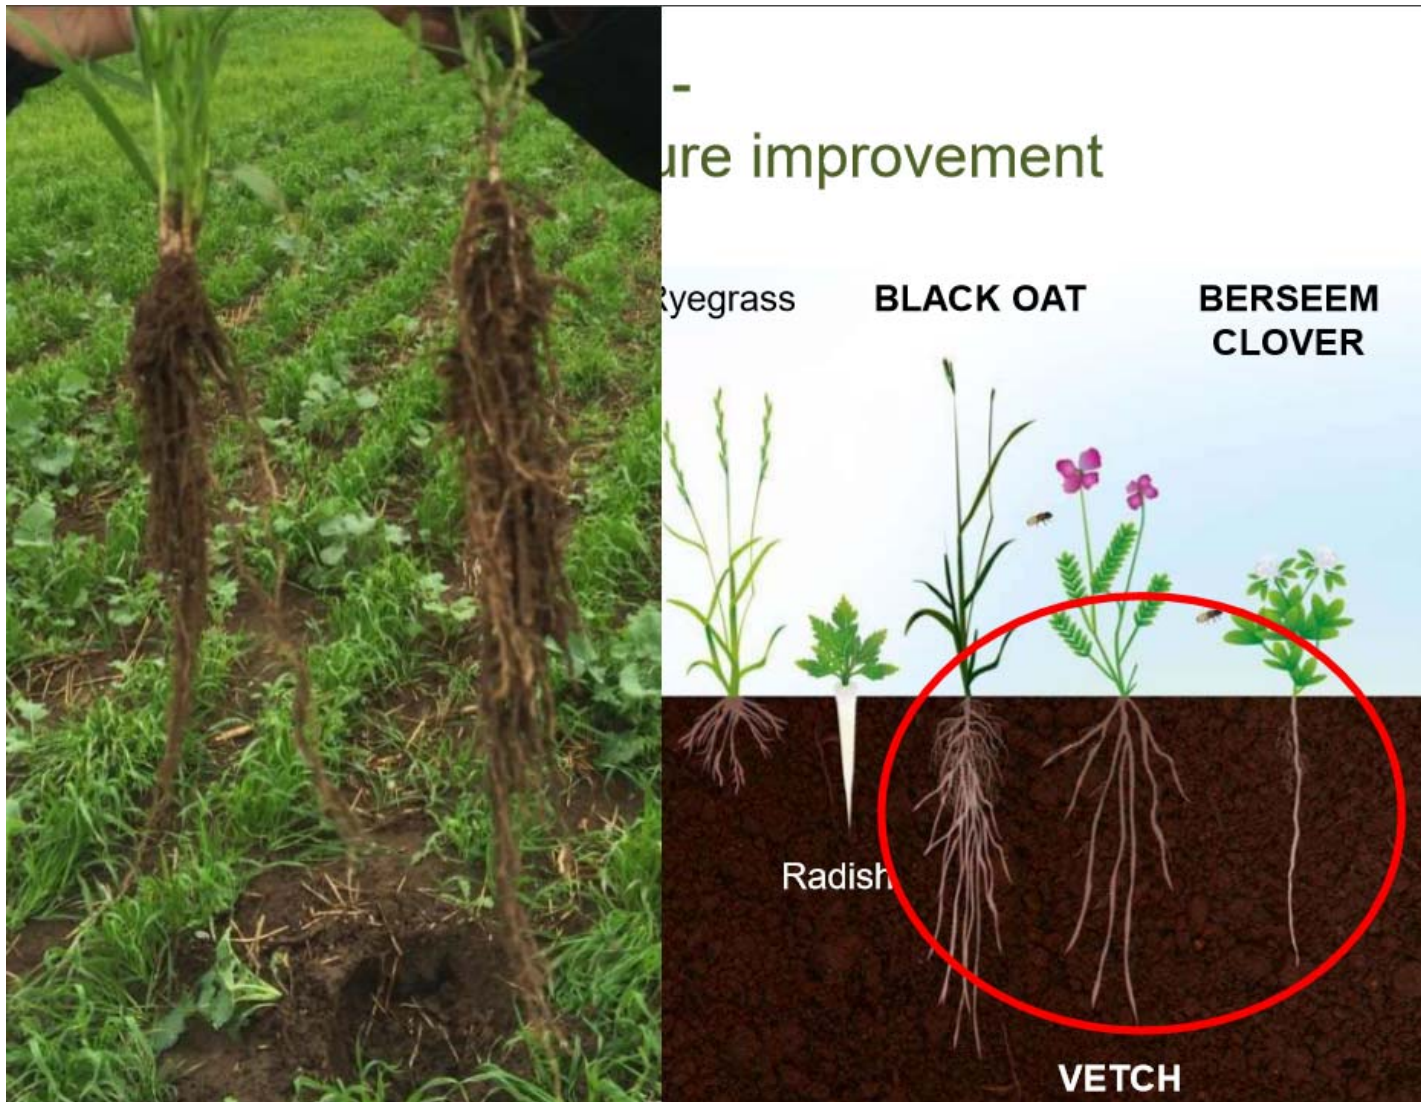 -
ure improvement
yegrass
BLACK OAT
BERSEEM
CLOVER
Radish
VETCH